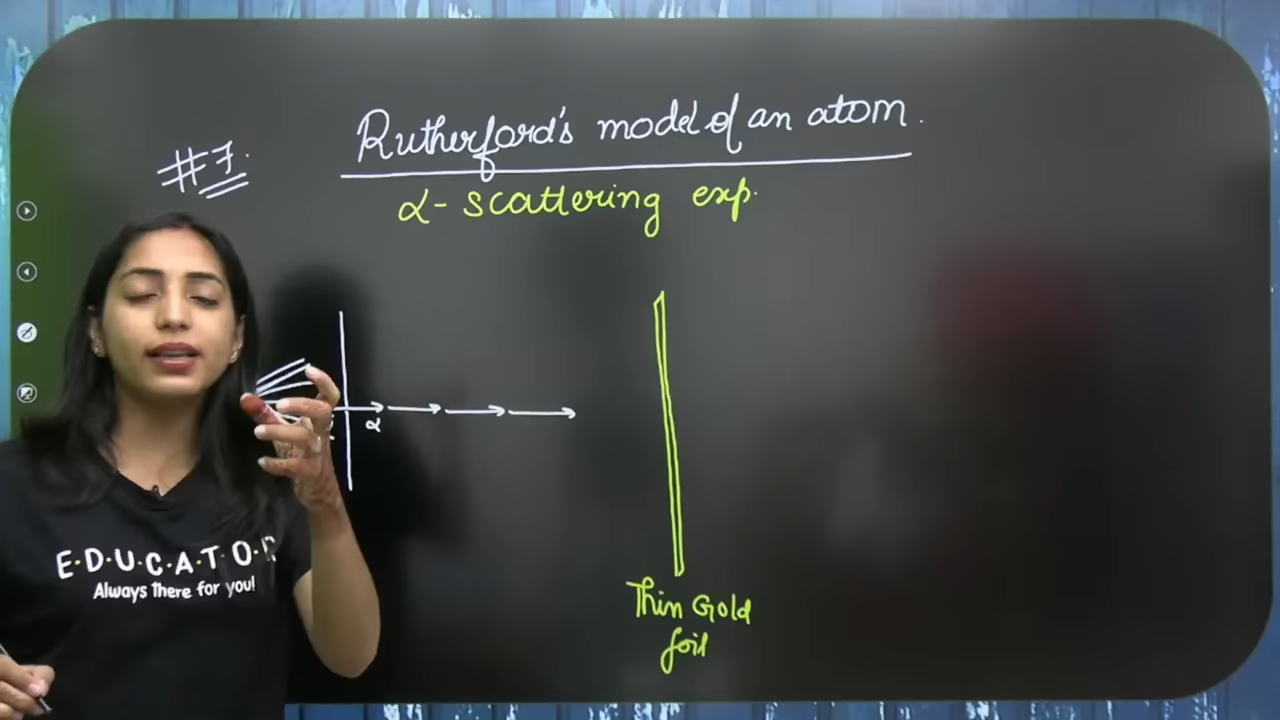 Rutherford's model of an atom.
#7.
α- scattering exp.
α
Thin Gold
foil
E·D·U·C·A·T·O·R
Always there for you!